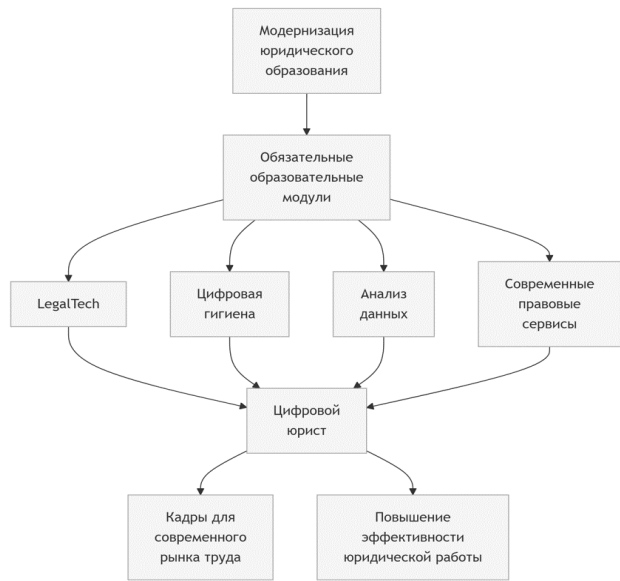 Модернизация
юридического
образования
Обязательные
образовательные
модули
LegalTech
Цифровая
гигиена
Анализ
данных
Современные
правовые
сервисы
Цифровой
юрист
Кадры для
современного
рынка труда
Повышение
эффективности
юридической работы